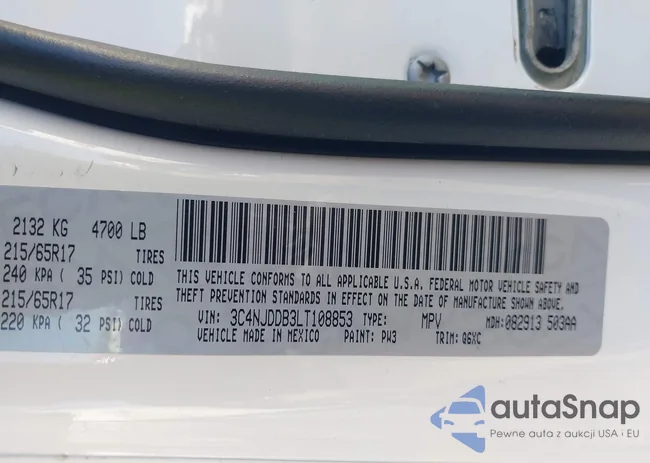 2132 KG 4700 LB
215/65R17 TIRES
240 KPA ( 35 PSI) COLD
215/65R17 TIRES
220 KPA ( 32 PSI) COLD
THIS VEHICLE CONFORMS TO ALL APPLICABLE U.S.A. FEDERAL MOTOR VEHICLE SAFETY AND
THEFT PREVENTION STANDARDS IN EFFECT ON THE DATE OF MANUFACTURE SHOWN ABOVE.
VIN: 3C4NJDDB3LT108853 TYPE: MPV MDH:082913 503AA
VEHICLE MADE IN MEXICO PAINT: PW3 TRIM: Q6XC
autaSnap
Pewne auta z aukcji USA i EU